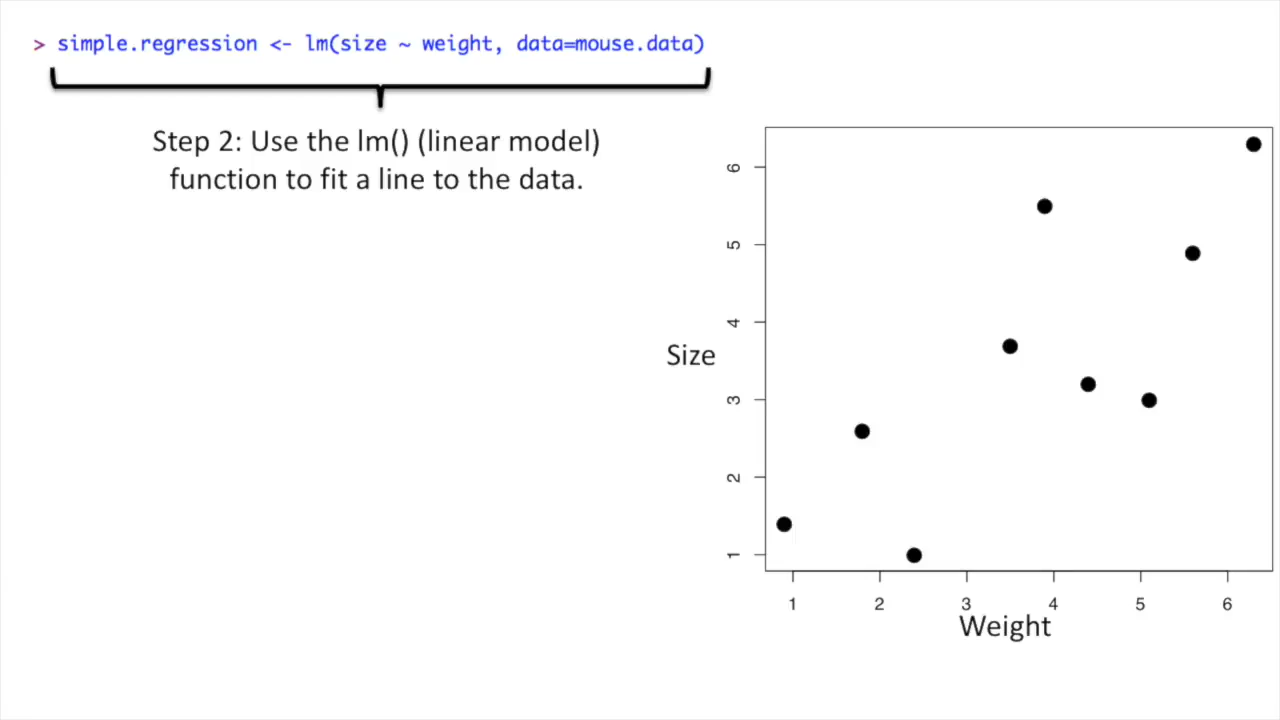 > simple.regression <- lm(size ~ weight, data=mouse.data)
Step 2: Use the lm() (linear model)
function to fit a line to the data.
6
5
4
3
2
1
Size
1 2 3 4 5 6
Weight